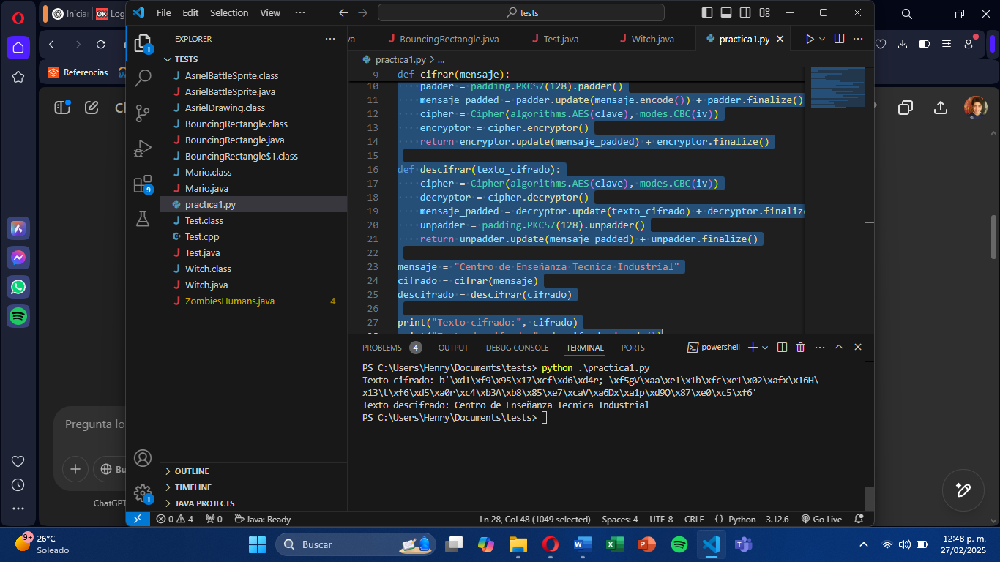 Inician
OK
Log
File Edit Selection View ···
tests
Referencias
Ch
EXPLORER
TESTS
AsrielBattleSprite.class
AsrielBattleSprite.java
AsrielDrawing.class
BouncingRectangle.class
BouncingRectangle.java
BouncingRectangle$1.class
Mario.class
Mario.java
practica1.py
Test.class
Test.cpp
Test.java
Witch.class
Witch.java
ZombiesHumans.java 4
OUTLINE
TIMELINE
JAVA PROJECTS
1
9
1
va BouncingRectangle.java Test.java Witch.java practica1.py
practica1.py > ...
9 def cifrar(mensaje):
10 padder = padding.PKCS7(128).padder()
11 mensaje_padded = padder.update(mensaje.encode()) + padder.finalize()
12 cipher = Cipher(algorithms.AES(clave), modes.CBC(iv))
13 encryptor = cipher.encryptor()
14 return encryptor.update(mensaje_padded) + encryptor.finalize()
15
16 def descifrar(texto_cifrado):
17 cipher = Cipher(algorithms.AES(clave), modes.CBC(iv))
18 decryptor = cipher.decryptor()
19 mensaje_padded = decryptor.update(texto_cifrado) + decryptor.finalize
20 unpadder = padding.PKCS7(128).unpadder()
21 return unpadder.update(mensaje_padded) + unpadder.finalize()
22
23 mensaje = "Centro de Enseñanza Tecnica Industrial"
24 cifrado = cifrar(mensaje)
25 descifrado = descifrar(cifrado)
26
27 print("Texto cifrado:", cifrado)
PROBLEMS 4 OUTPUT DEBUG CONSOLE TERMINAL PORTS powershell
PS C:\Users\Henry\Documents\tests> python .\practica1.py
Texto cifrado: b'\xd1\xf9\x95\x17\xcf\xd6\xd4r;-\xf5gV\xaa\xe1\x1b\xfc\xe1\x02\xafx\x16H\
x13\t\xf6\xd5\xa0r\xc4\xb3A\xb8\x85\xe7\xcaV\xa6Dx\xa1p\xd9Q\x87\xe0\xc5\xf6'
Texto descifrado: Centro de Enseñanza Tecnica Industrial
PS C:\Users\Henry\Documents\tests>
Pregunta lo
Bu
ChatGPT
0 4 0 Java: Ready Ln 28, Col 48 (1049 selected) Spaces: 4 UTF-8 CRLF {} Python 3.12.6 Go Live
9+
26°C
Soleado
Buscar
12:48 p. m.
27/02/2025